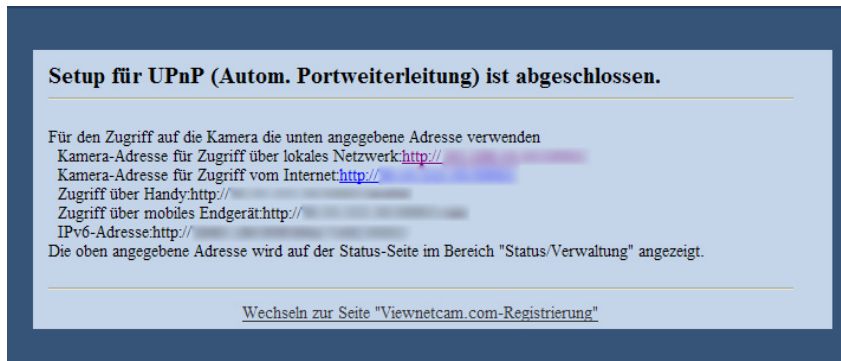 Setup für UPnP (Autom. Portweiterleitung) ist abgeschlossen.
Für den Zugriff auf die Kamera die unten angegebene Adresse verwenden
Kamera-Adresse für Zugriff über lokales Netzwerk:http://
Kamera-Adresse für Zugriff vom Internet:http://
Zugriff über Handy:http://
Zugriff über mobiles Endgerät:http://
IPv6-Adresse:http://
Die oben angegebene Adresse wird auf der Status-Seite im Bereich "Status/Verwaltung" angezeigt.
Wechseln zur Seite "Viewnetcam.com-Registrierung"